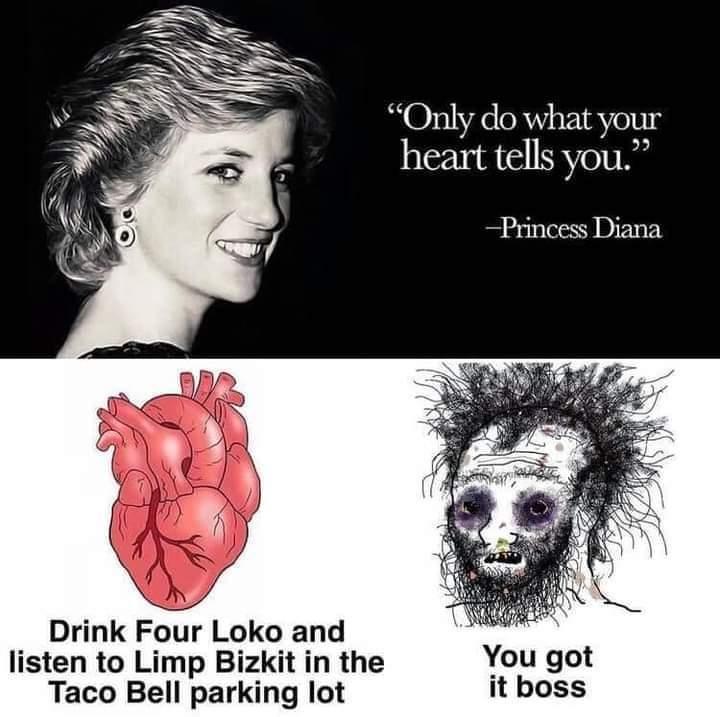 “Only do what your
heart tells you.”
–Princess Diana
Drink Four Loko and
listen to Limp Bizkit in the
Taco Bell parking lot
You got
it boss